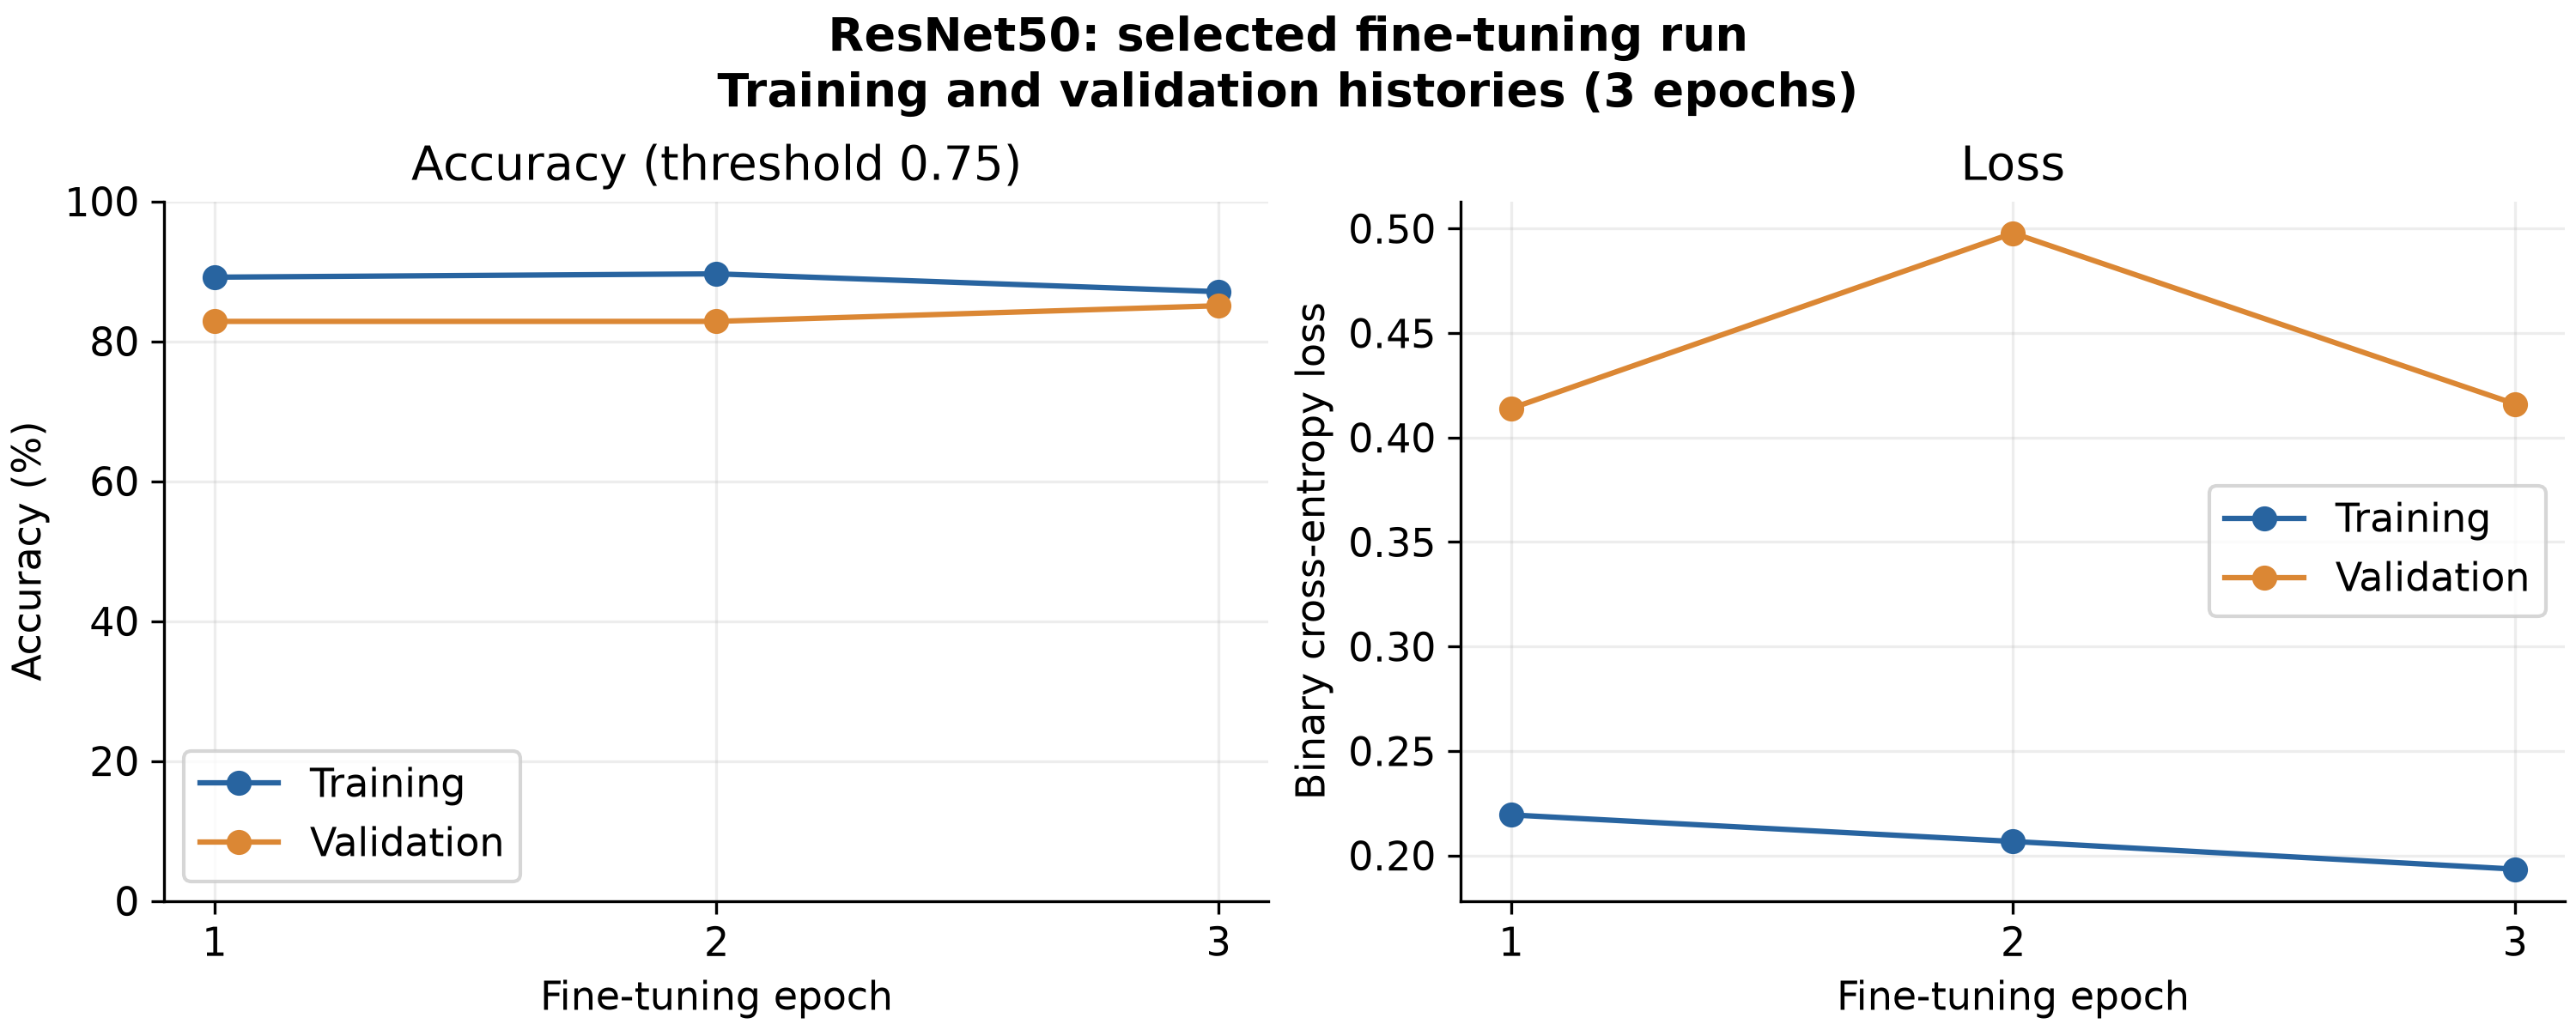 ResNet50: selected fine-tuning run
Training and validation histories (3 epochs)
Accuracy (threshold 0.75)
100
80
60
40
20
0
Accuracy (%)
Training
Validation
1 2 3
Fine-tuning epoch
Loss
0.50
0.45
0.40
0.35
0.30
0.25
0.20
Binary cross-entropy loss
Training
Validation
1 2 3
Fine-tuning epoch